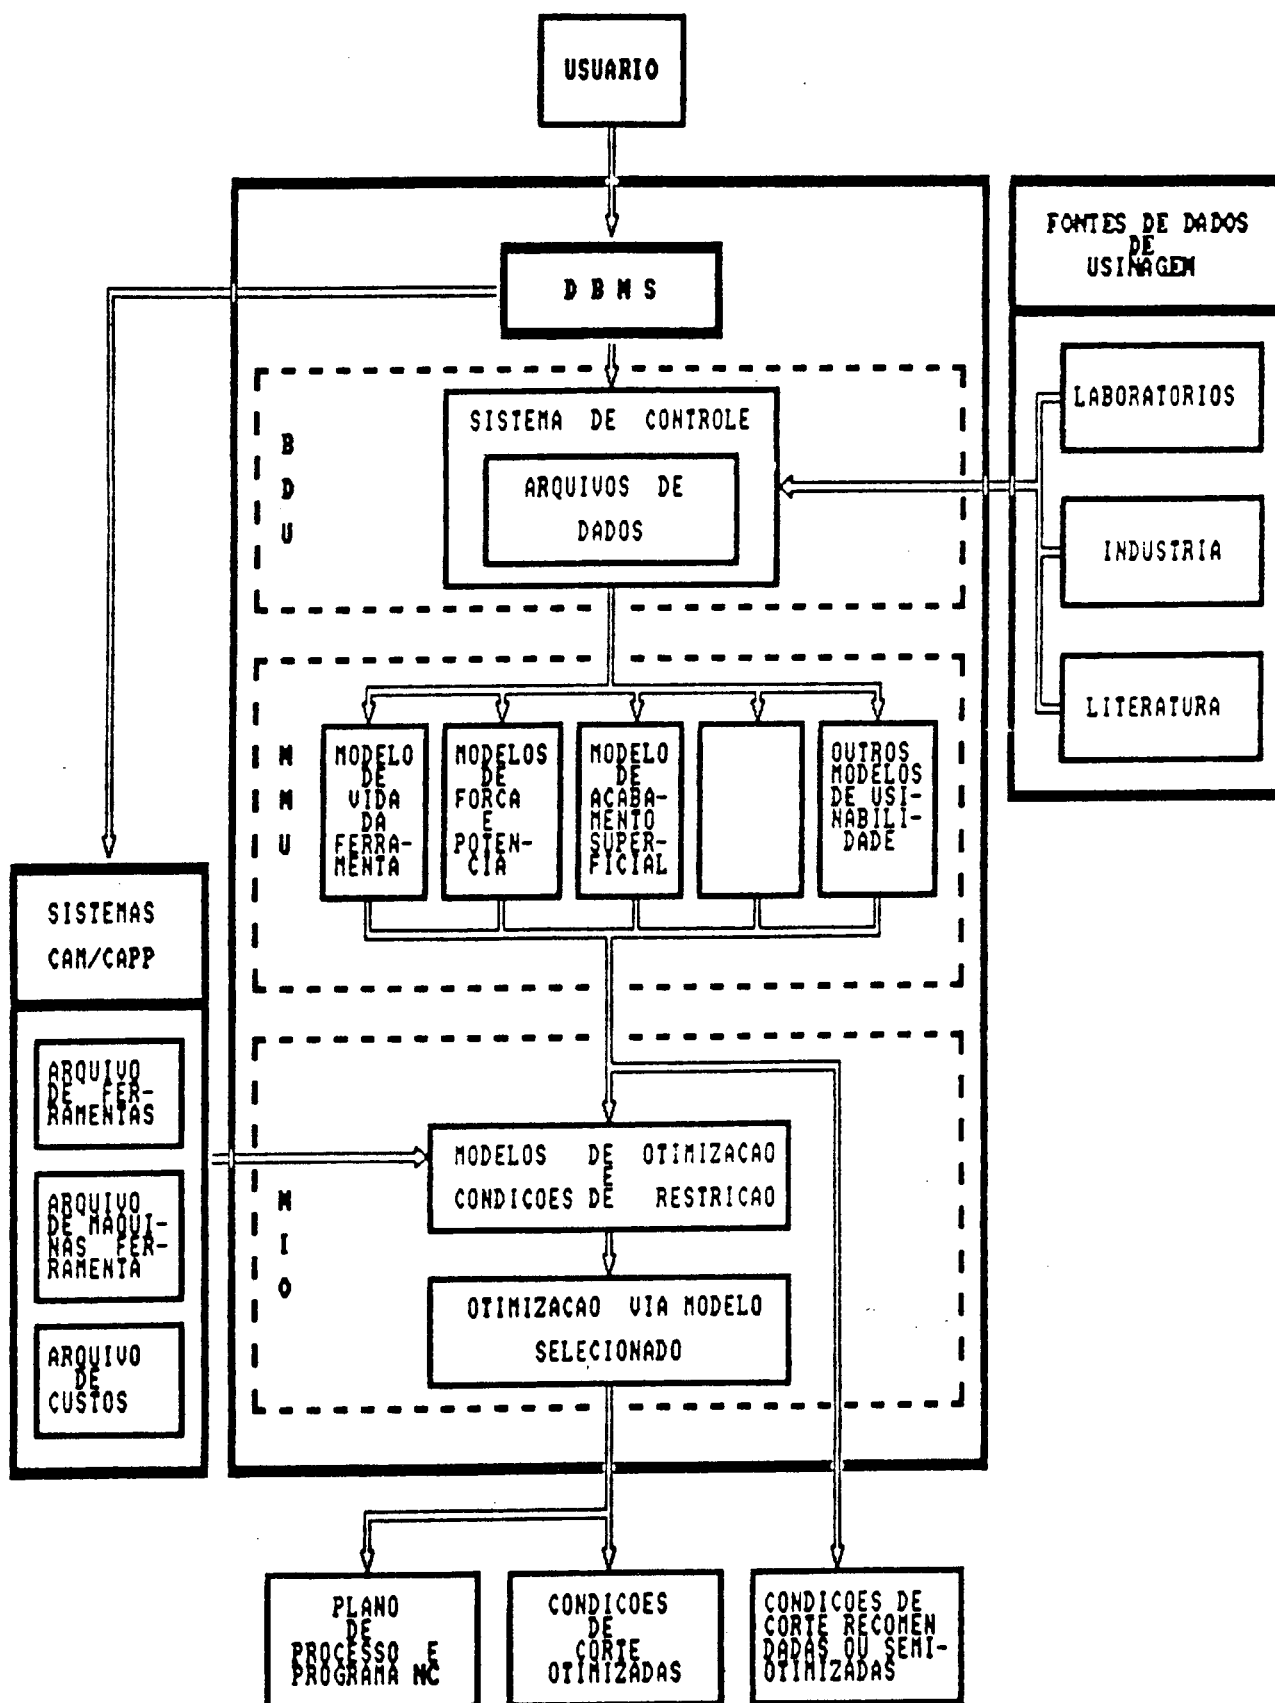 USUARIO
D B M S
FONTES DE DADOS
DE
USINAGEM
LABORATORIOS
INDUSTRIA
LITERATURA
B
D
U
SISTEMA DE CONTROLE
ARQUIVOS DE
DADOS
M
M
U
MODELO
DE
VIDA
DA
FERRA-
MENTA
MODELOS
DE
FORCA
E
POTEN-
CIA
MODELO
DE
ACABA-
MENTO
SUPER-
FICIAL
OUTROS
MODELOS
DE USI-
NABILI-
DADE
SISTEMAS
CAM/CAPP
ARQUIVO
DE FER-
RAMENTAS
ARQUIVO
DE MAQUI-
NAS FER-
RAMENTA
ARQUIVO
DE
CUSTOS
M
I
O
MODELOS DE OTIMIZACAO
E
CONDICOES DE RESTRICAO
OTIMIZACAO VIA MODELO
SELECIONADO
PLANO
DE
PROCESSO E
PROGRAMA NC
CONDICOES
DE
CORTE
OTIMIZADAS
CONDICOES DE
CORTE RECOMEN
DADAS OU SEMI-
OTIMIZADAS